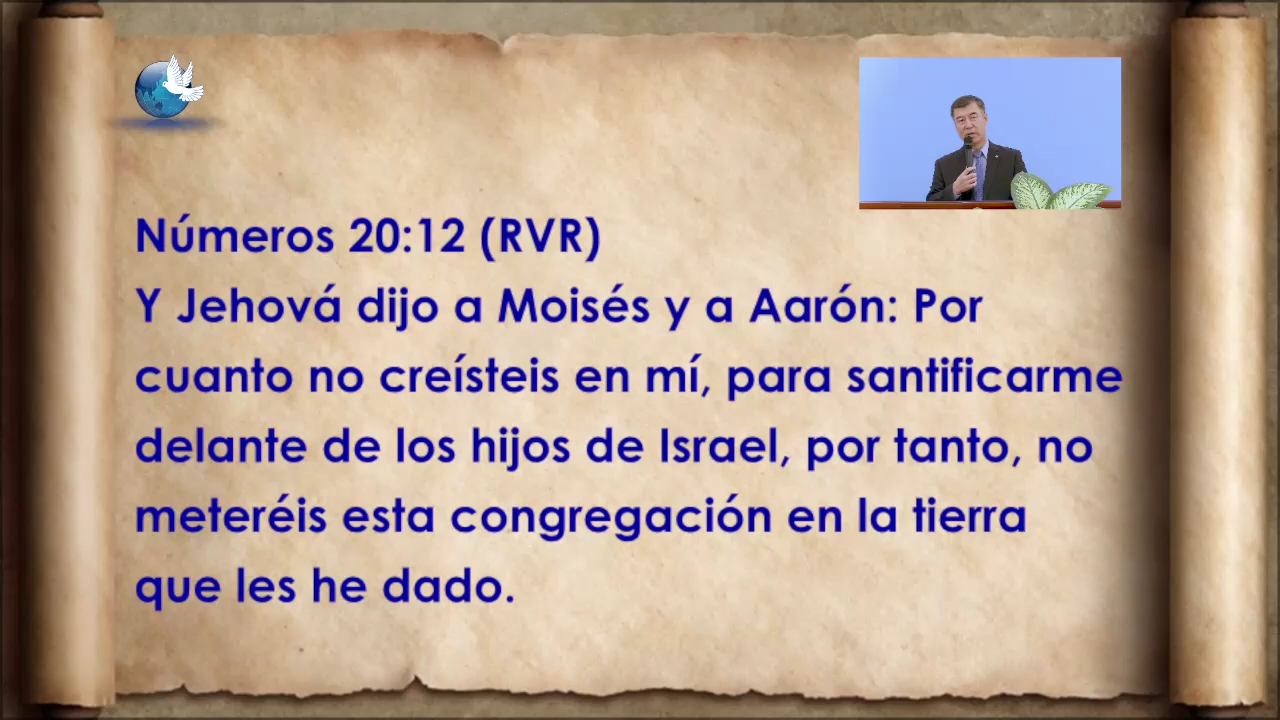 Números 20:12 (RVR)
Y Jehová dijo a Moisés y a Aarón: Por
cuanto no creísteis en mí, para santificarme
delante de los hijos de Israel, por tanto, no
meteréis esta congregación en la tierra
que les he dado.